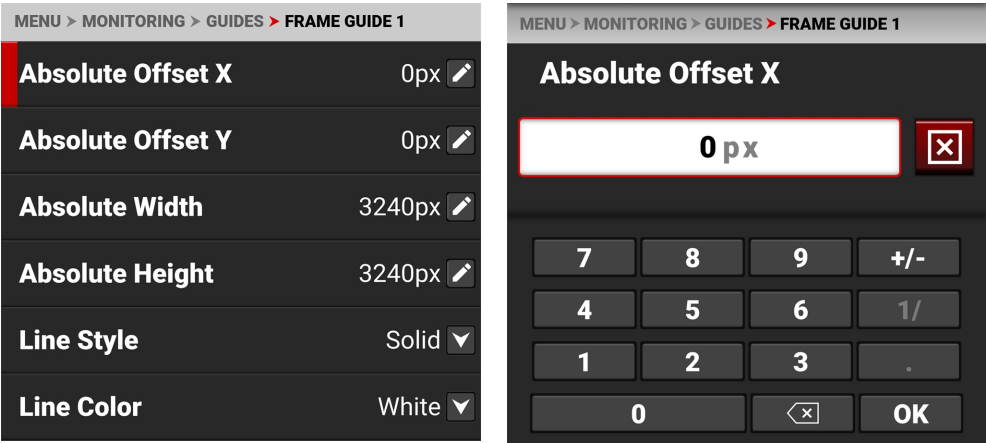 MENU > MONITORING > GUIDES > FRAME GUIDE 1
Absolute Offset X 0px
Absolute Offset Y 0px
Absolute Width 3240px
Absolute Height 3240px
Line Style Solid
Line Color White
MENU > MONITORING > GUIDES > FRAME GUIDE 1
Absolute Offset X
0 px
7 8 9 +/-
4 5 6 1/
1 2 3 .
0 OK